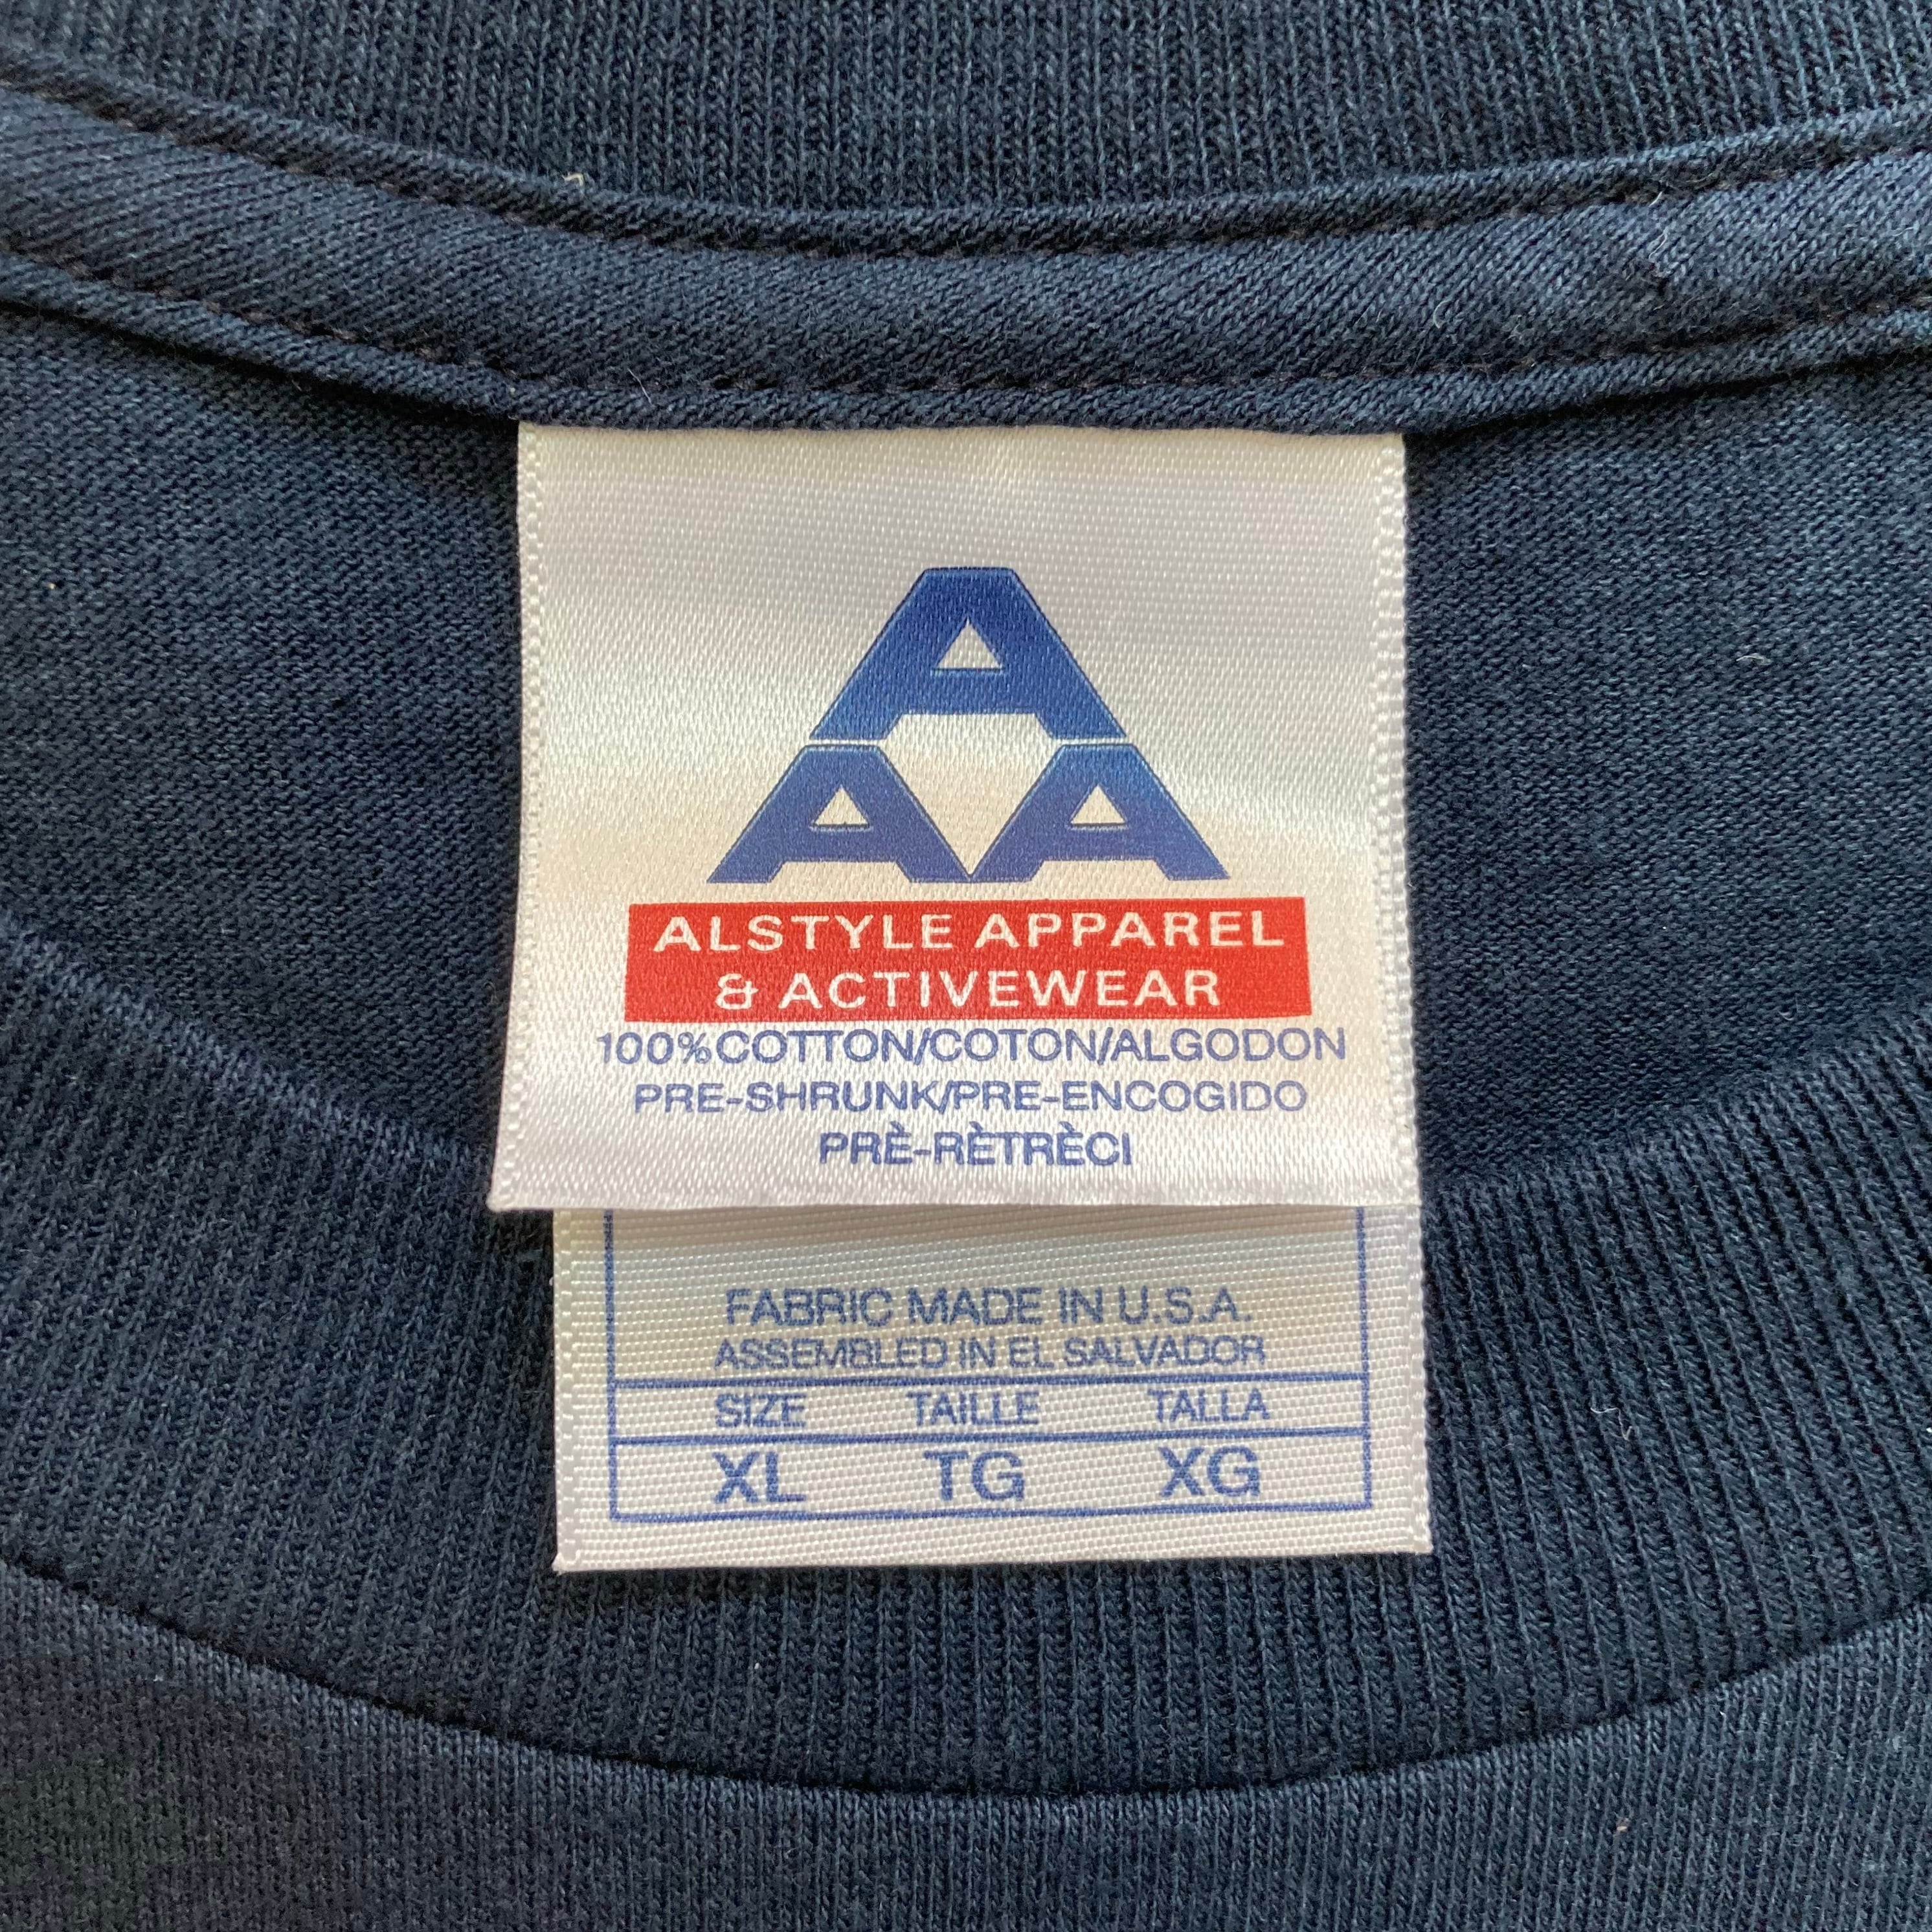 A
AA
ALSTYLE APPAREL
& ACTIVEWEAR
100%COTTON/COTON/ALGODON
PRE-SHRUNK/PRE-ENCOGIDO
PRÈ-RÈTRÈCI
FABRIC MADE IN U.S.A.
ASSEMBLED IN EL SALVADOR
SIZE TAILLE TALLA
XL TG XG